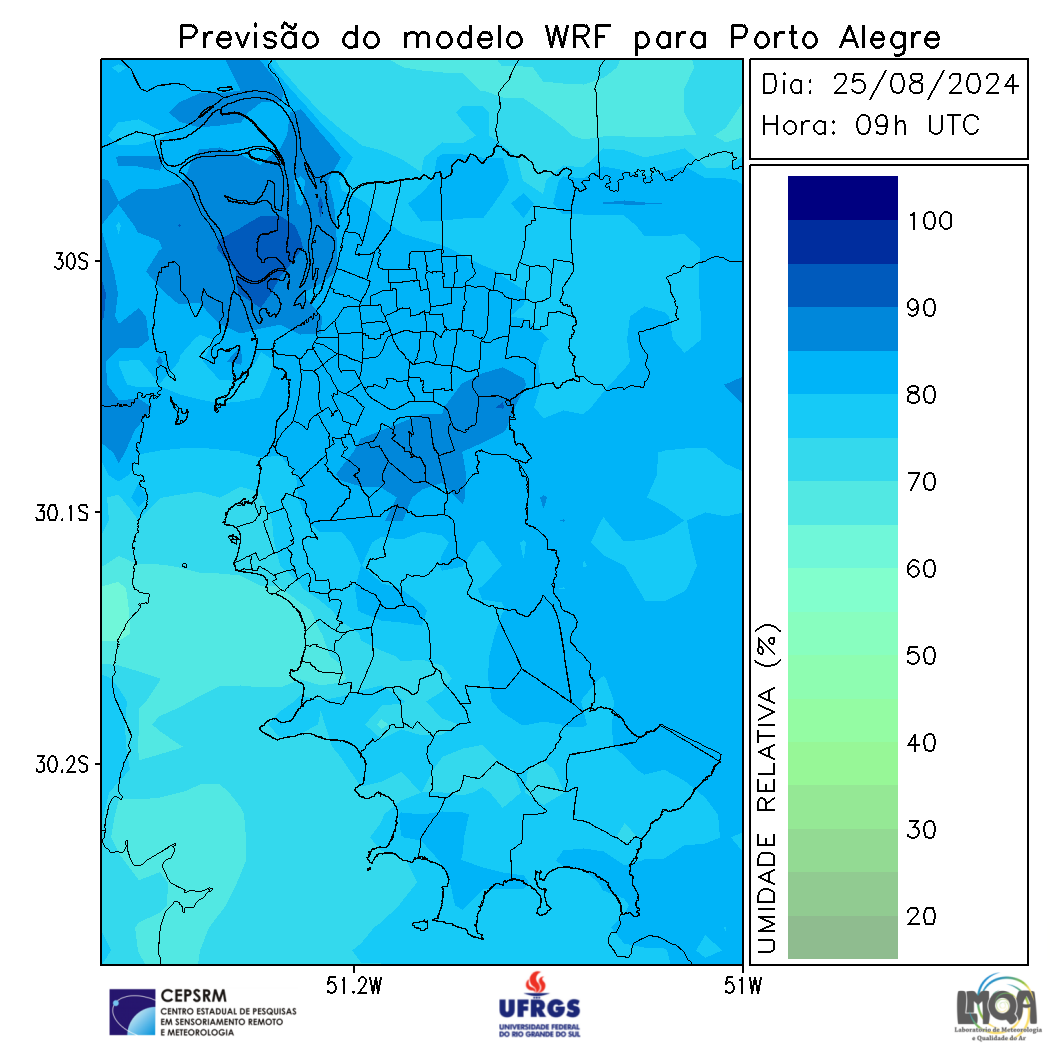 Previsão do modelo WRF para Porto Alegre
Dia: 25/08/2024
Hora: 09h UTC
100
90
80
70
60
50
40
30
20
UMIDADE RELATIVA (%)
30S
30.1S
30.2S
51.2W
51W
CEPSRM
CENTRO ESTADUAL DE PESQUISAS
EM SENSORIAMENTO REMOTO
E METEOROLOGIA
UFRGS
UNIVERSIDADE FEDERAL
DO RIO GRANDE DO SUL
LMQA
Laboratório de Meteorologia
e Qualidade do Ar